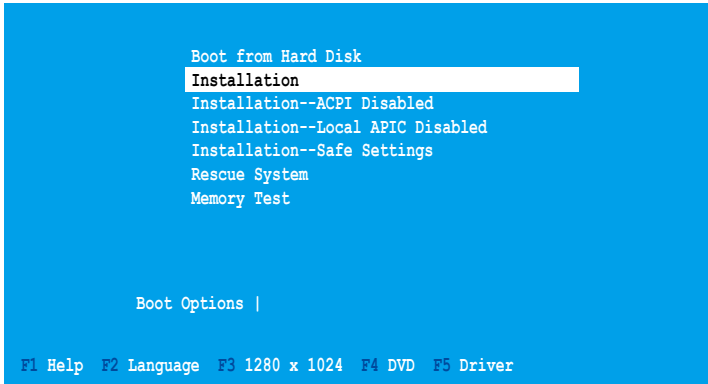 Boot from Hard Disk
Installation
Installation--ACPI Disabled
Installation--Local APIC Disabled
Installation--Safe Settings
Rescue System
Memory Test
Boot Options |
F1 Help F2 Language F3 1280 x 1024 F4 DVD F5 Driver